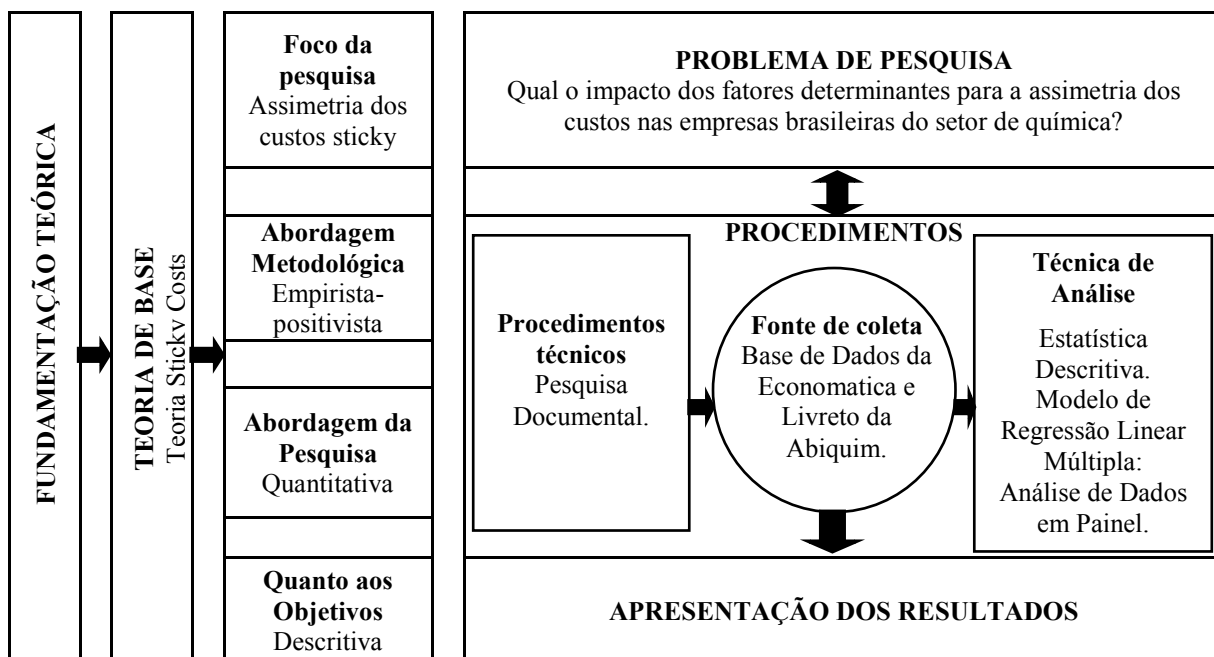 FUNDAMENTAÇÃO TEÓRICA
TEORIA DE BASE
Teoria Sticky Costs
Foco da
pesquisa
Assimetria dos
custos sticky
Abordagem
Metodológica
Empirista-
positivista
Abordagem da
Pesquisa
Quantitativa
Quanto aos
Objetivos
Descritiva
PROBLEMA DE PESQUISA
Qual o impacto dos fatores determinantes para a assimetria dos
custos nas empresas brasileiras do setor de química?
PROCEDIMENTOS
Procedimentos
técnicos
Pesquisa
Documental.
Fonte de coleta
Base de Dados da
Economatica e
Livreto da
Abiquim.
Técnica de
Análise
Estatística
Descritiva.
Modelo de
Regressão Linear
Múltipla:
Análise de Dados
em Painel.
APRESENTAÇÃO DOS RESULTADOS